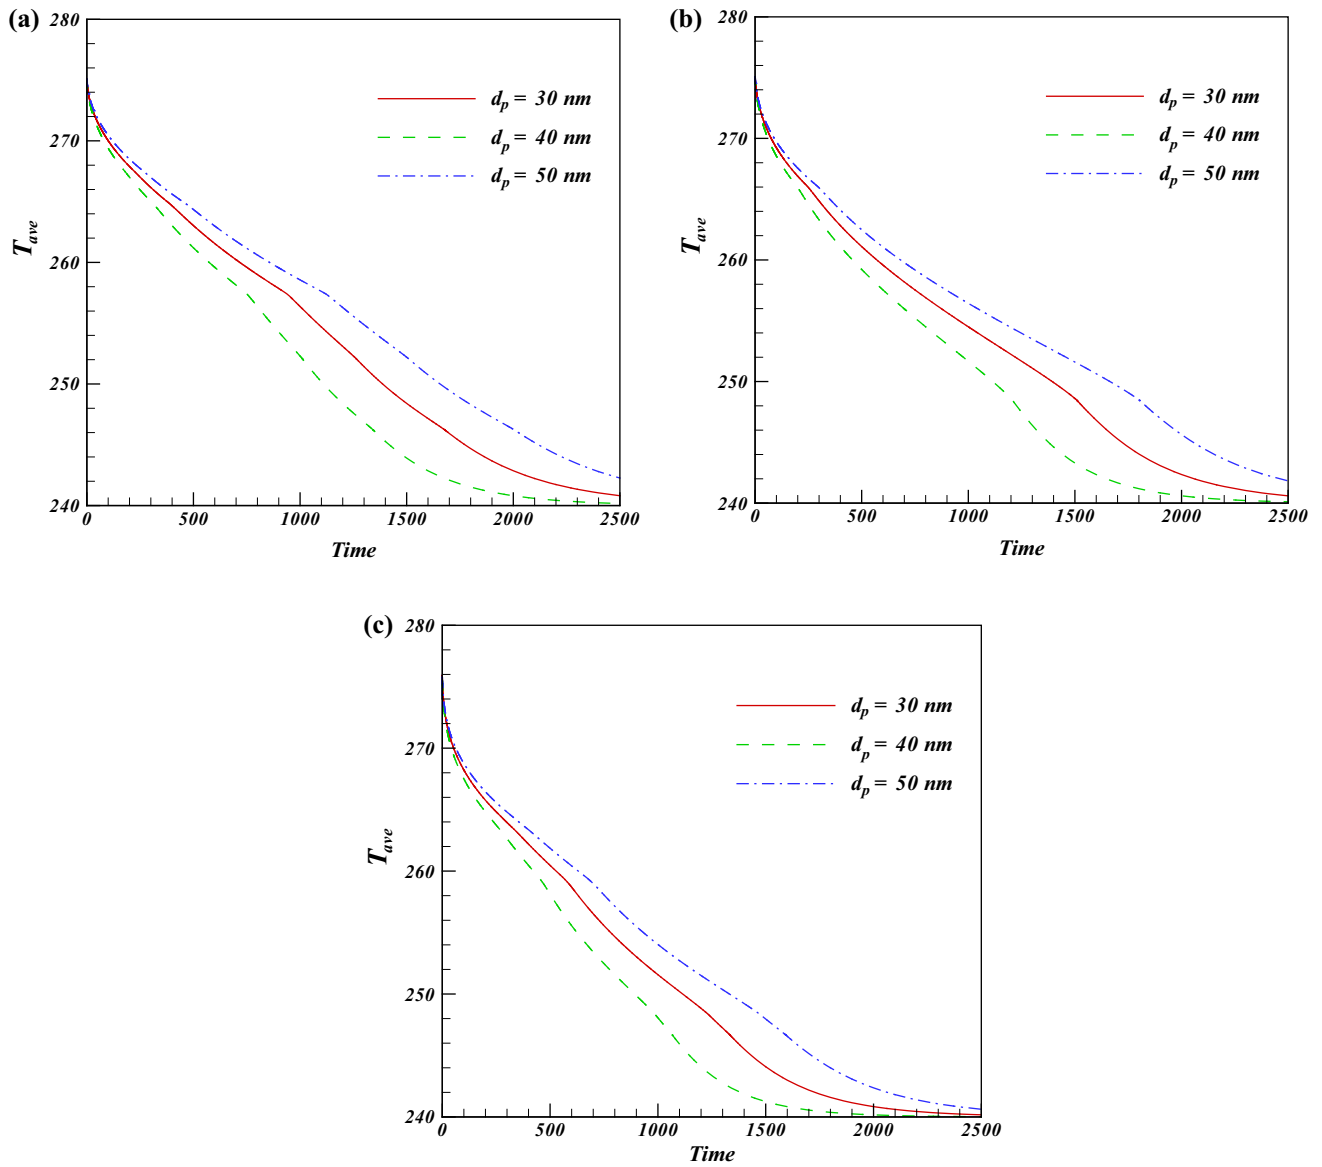 (a)
280
270
260
250
240
T_ave
d_p = 30 nm
d_p = 40 nm
d_p = 50 nm
0 500 1000 1500 2000 2500
Time
(b)
280
270
260
250
240
T_ave
d_p = 30 nm
d_p = 40 nm
d_p = 50 nm
0 500 1000 1500 2000 2500
Time
(c)
280
270
260
250
240
T_ave
d_p = 30 nm
d_p = 40 nm
d_p = 50 nm
0 500 1000 1500 2000 2500
Time